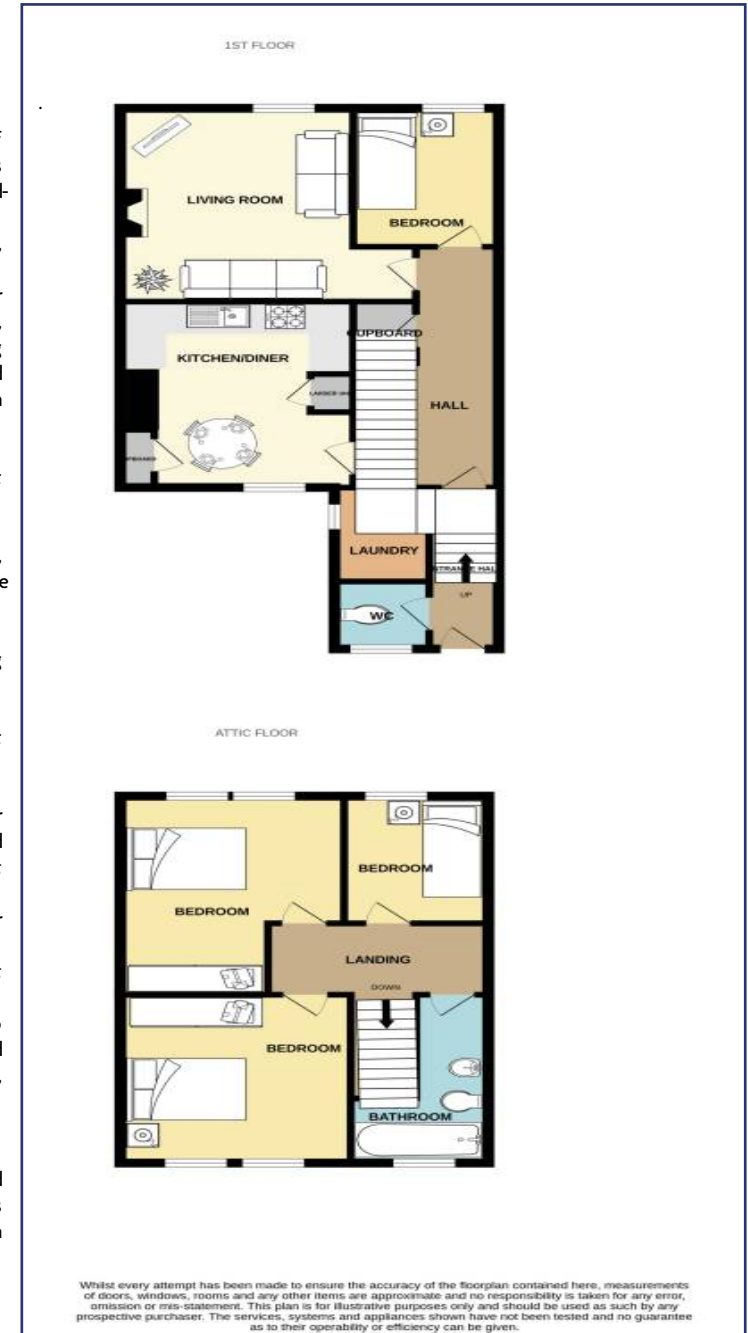 1ST FLOOR
LIVING ROOM
BEDROOM
CUPBOARD
KITCHEN/DINER
HALL
LAUNDRY
UP
WC
ATTIC FLOOR
BEDROOM
BEDROOM
LANDING
DOWN
BEDROOM
BATHROOM
Whilst every attempt has been made to ensure the accuracy of the floorplan contained here, measurements
of doors, windows, rooms and any other items are approximate and no responsibility is taken for any error,
omission or mis-statement. This plan is for illustrative purposes only and should be used as such by any
prospective purchaser. The services, systems and appliances shown have not been tested and no guarantee
as to their operability or efficiency can be given.